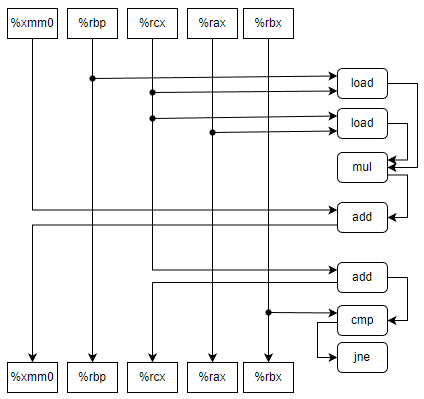 %xmm0 %rbp %rcx %rax %rbx
load
load
mul
add
add
cmp
jne
%xmm0 %rbp %rcx %rax %rbx